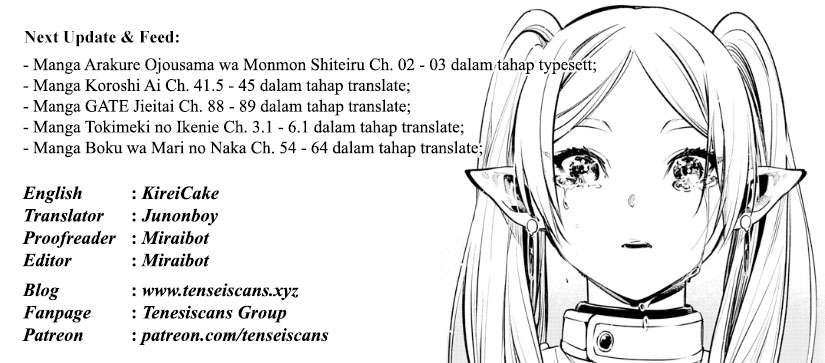 Next Update & Feed:
- Manga Arakure Ojousama wa Monmon Shiteiru Ch. 02 - 03 dalam tahap typesett;
- Manga Koroshi Ai Ch. 41.5 - 45 dalam tahap translate;
- Manga GATE Jieitai Ch. 88 - 89 dalam tahap translate;
- Manga Tokimeki no Ikenie Ch. 3.1 - 6.1 dalam tahap translate;
- Manga Boku wa Mari no Naka Ch. 54 - 64 dalam tahap translate;
English : KireiCake
Translator : Junonboy
Proofreader : Miraibot
Editor : Miraibot
Blog : www.tenseiscans.xyz
Fanpage : Tenesiscans Group
Patreon : patreon.com/tenseiscans